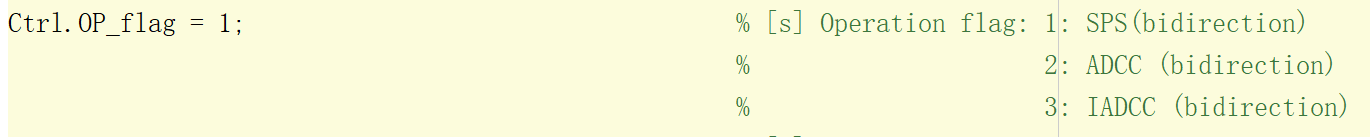 Ctrl.OP_flag = 1; % [s] Operation flag: 1: SPS(bidirection)
% 2: ADCC (bidirection)
% 3: IADCC (bidirection)